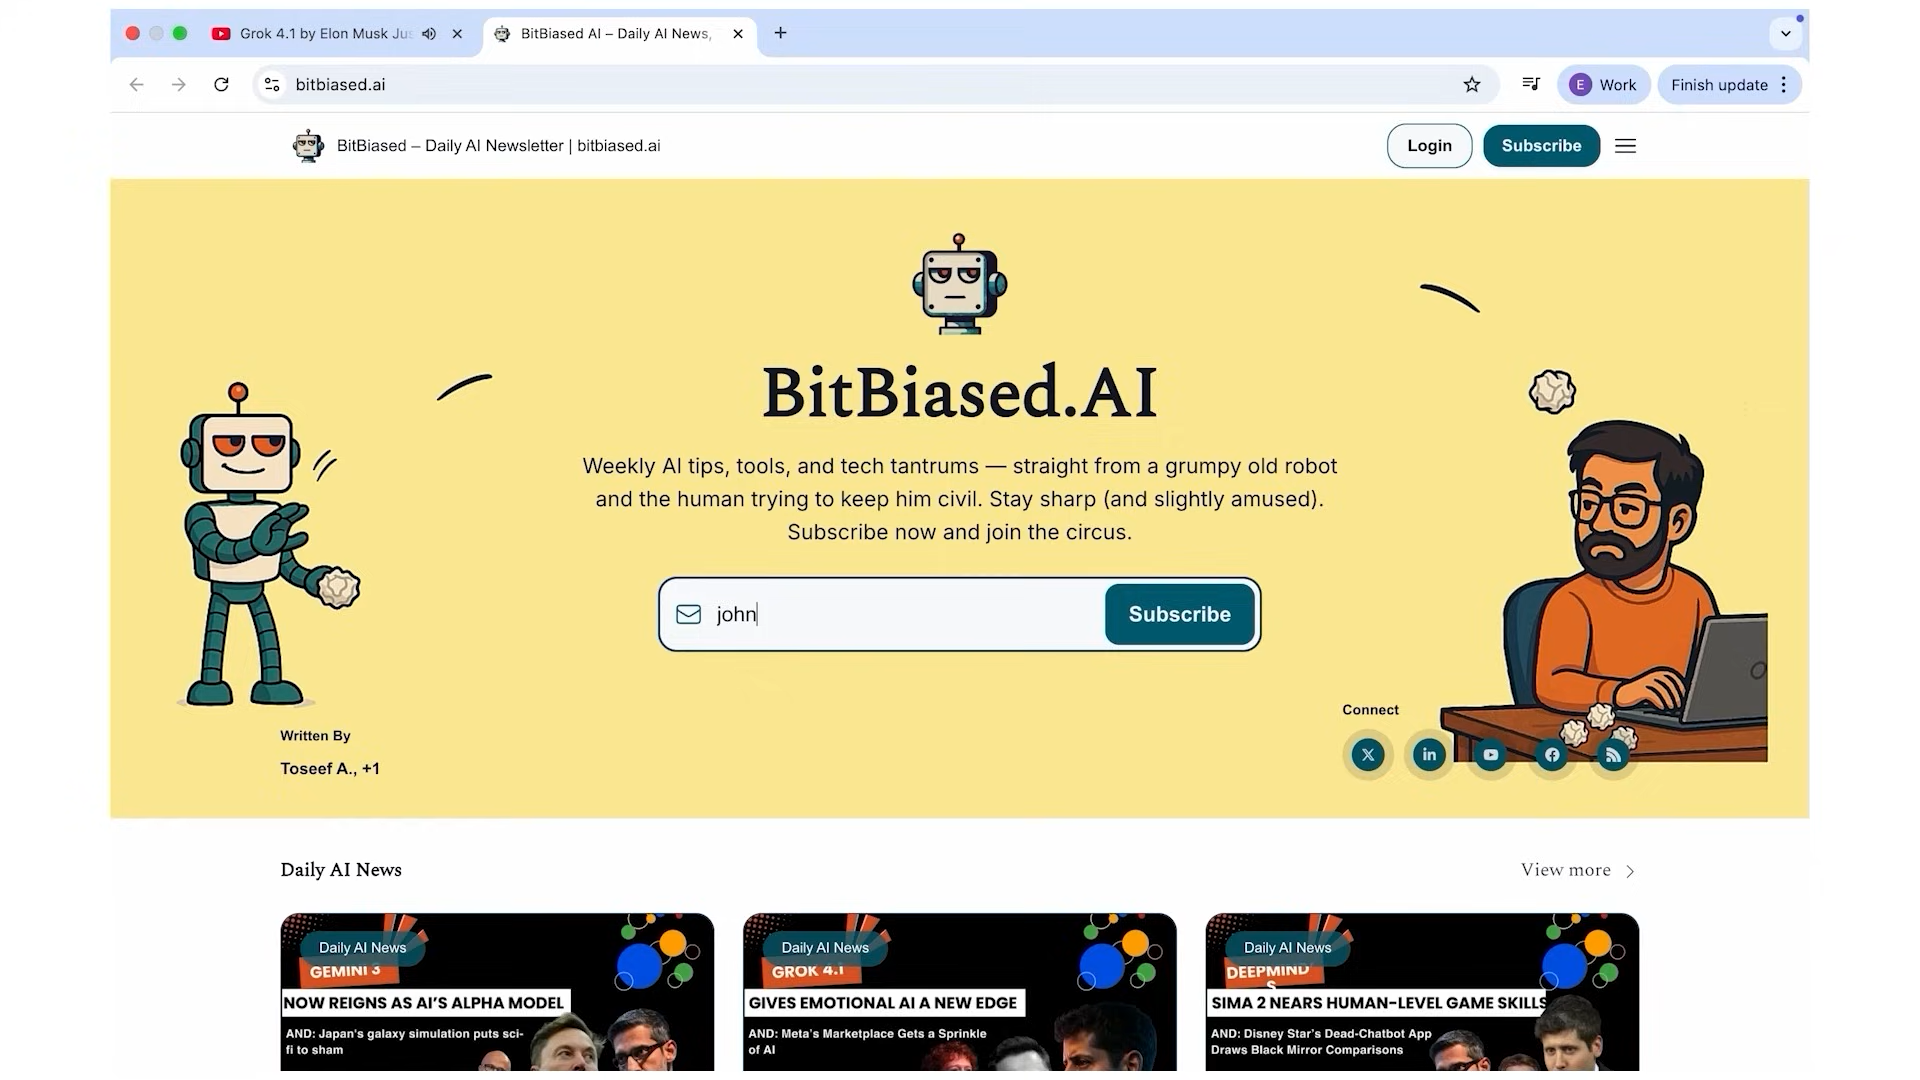 Grok 4.1 by Elon Musk Jus
BitBiased AI – Daily AI News,
bitbiased.ai
E
Work
Finish update
BitBiased – Daily AI Newsletter | bitbiased.ai
Login
Subscribe
BitBiased.AI
Weekly AI tips, tools, and tech tantrums — straight from a grumpy old robot
and the human trying to keep him civil. Stay sharp (and slightly amused).
Subscribe now and join the circus.
john
Subscribe
Written By
Toseef A., +1
Connect
X
in
Daily AI News
View more
Daily AI News
GEMINI 3
NOW REIGNS AS AI'S ALPHA MODEL
AND: Japan's galaxy simulation puts sci-
fi to sham
Daily AI News
GROK 4.1
GIVES EMOTIONAL AI A NEW EDGE
AND: Meta's Marketplace Gets a Sprinkle
of AI
Daily AI News
DEEPMIND'
S
SIMA 2 NEARS HUMAN-LEVEL GAME SKILLS
AND: Disney Star's Dead-Chatbot App
Draws Black Mirror Comparisons